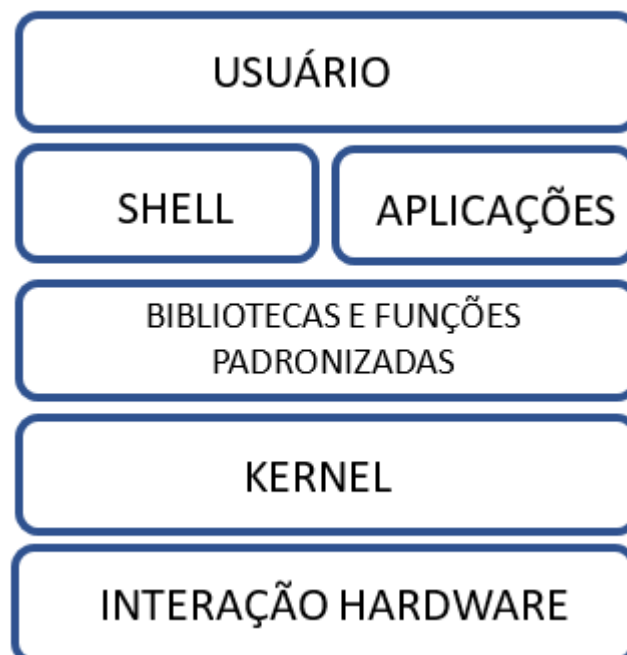 USUÁRIO
SHELL
APLICAÇÕES
BIBLIOTECAS E FUNÇÕES
PADRONIZADAS
KERNEL
INTERAÇÃO HARDWARE